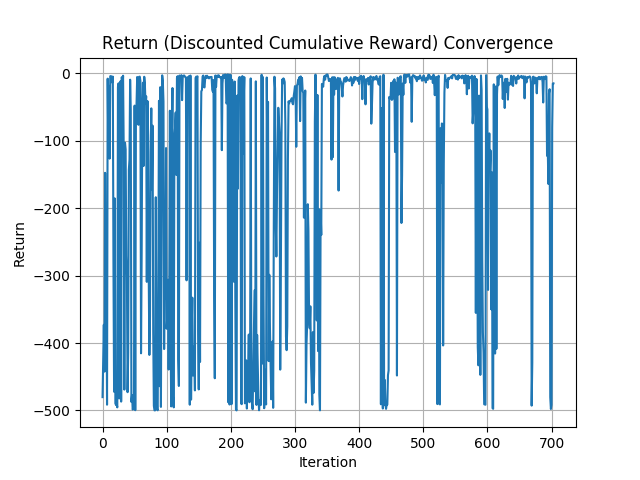 Return (Discounted Cumulative Reward) Convergence
0
−100
−200
−300
−400
−500
Return
0 100 200 300 400 500 600 700
Iteration